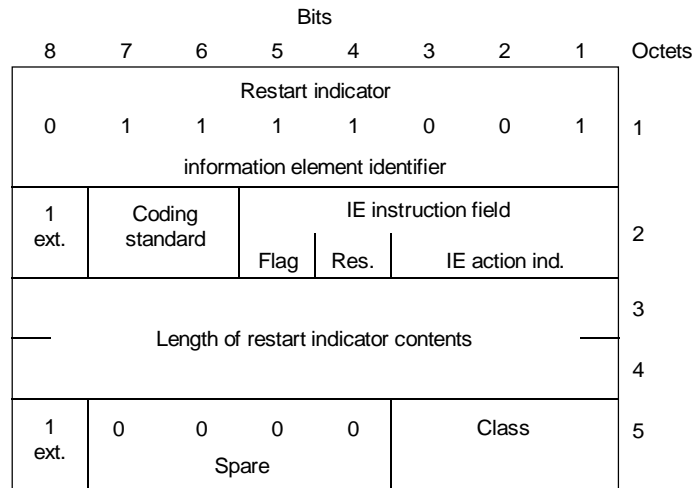 Bits
8 7 6 5 4 3 2 1 Octets
Restart indicator
0 1 1 1 1 0 0 1 1
information element identifier
1 Coding IE instruction field
ext. standard 2
Flag Res. IE action ind.
3
Length of restart indicator contents
4
1 0 0 0 0 Class 5
ext.
Spare